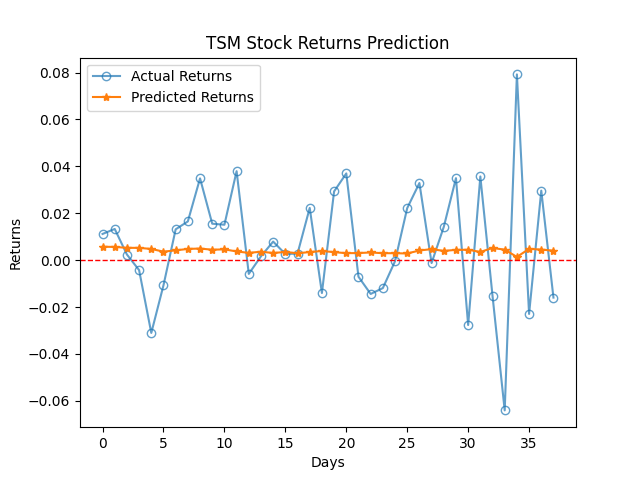 TSM Stock Returns Prediction
Actual Returns
Predicted Returns
Returns
0.08
0.06
0.04
0.02
0.00
−0.02
−0.04
−0.06
0 5 10 15 20 25 30 35
Days